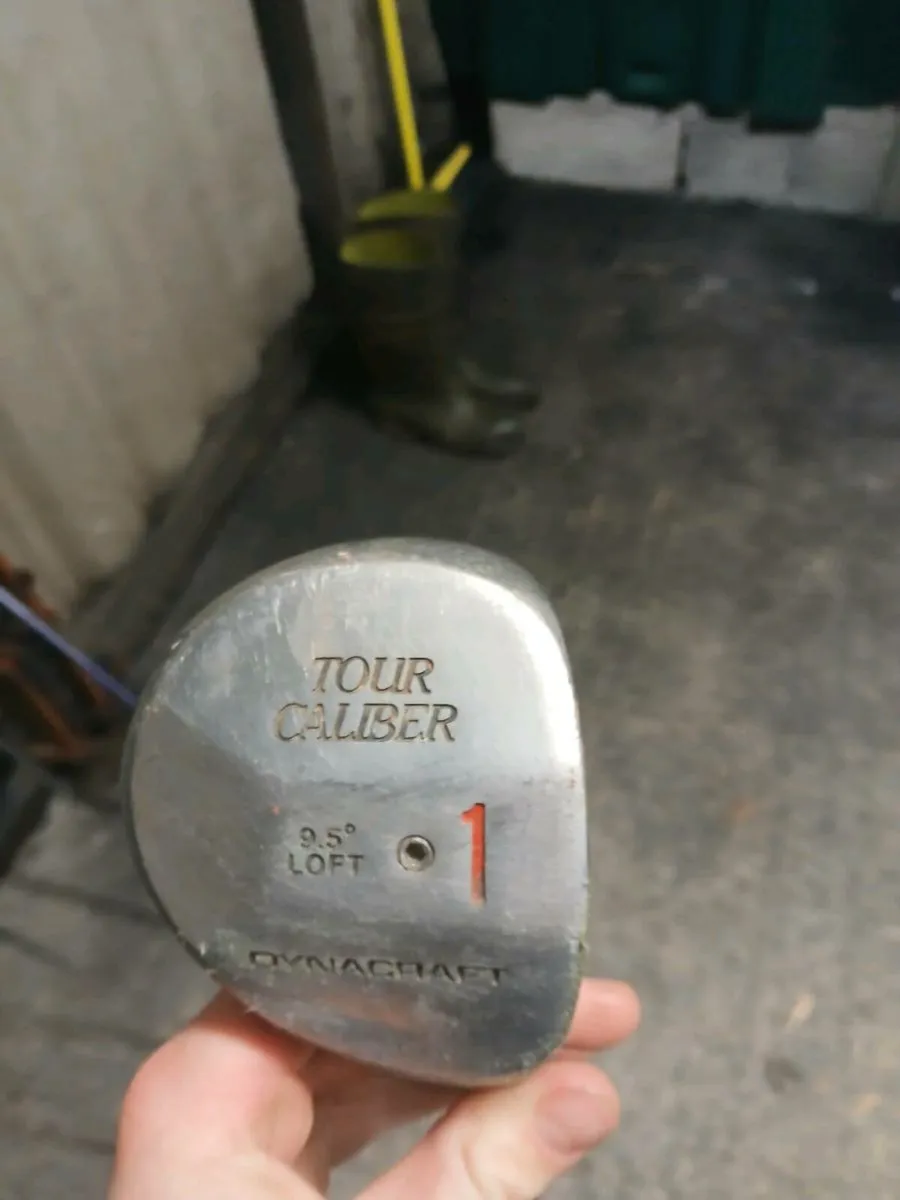 TOUR
CALIBER
9.5°
LOFT
1
DYNACRAFT